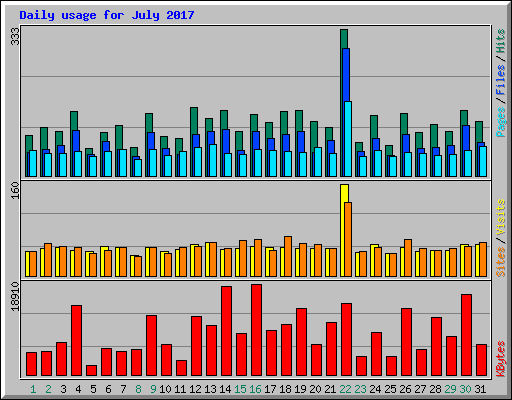 Daily usage for July 2017
333
Pages / Files / Hits
160
Sites / Visits
18910
KBytes
1 2 3 4 5 6 7 8 9 10 11 12 13 14 15 16 17 18 19 20 21 22 23 24 25 26 27 28 29 30 31